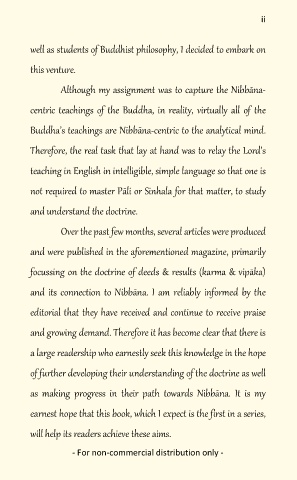 ii
well as students of Buddhist philosophy, I decided to embark on
this venture.
Although my assignment was to capture the Nibbāna-
centric teachings of the Buddha, in reality, virtually all of the
Buddha's teachings are Nibbāna-centric to the analytical mind.
Therefore, the real task that lay at hand was to relay the Lord's
teaching in English in intelligible, simple language so that one is
not required to master Pāli or Sinhala for that matter, to study
and understand the doctrine.
Over the past few months, several articles were produced
and were published in the aforementioned magazine, primarily
focussing on the doctrine of deeds & results (karma & vipāka)
and its connection to Nibbāna. I am reliably informed by the
editorial that they have received and continue to receive praise
and growing demand. Therefore it has become clear that there is
a large readership who earnestly seek this knowledge in the hope
of further developing their understanding of the doctrine as well
as making progress in their path towards Nibbāna. It is my
earnest hope that this book, which I expect is the first in a series,
will help its readers achieve these aims.
- For non-commercial distribution only -